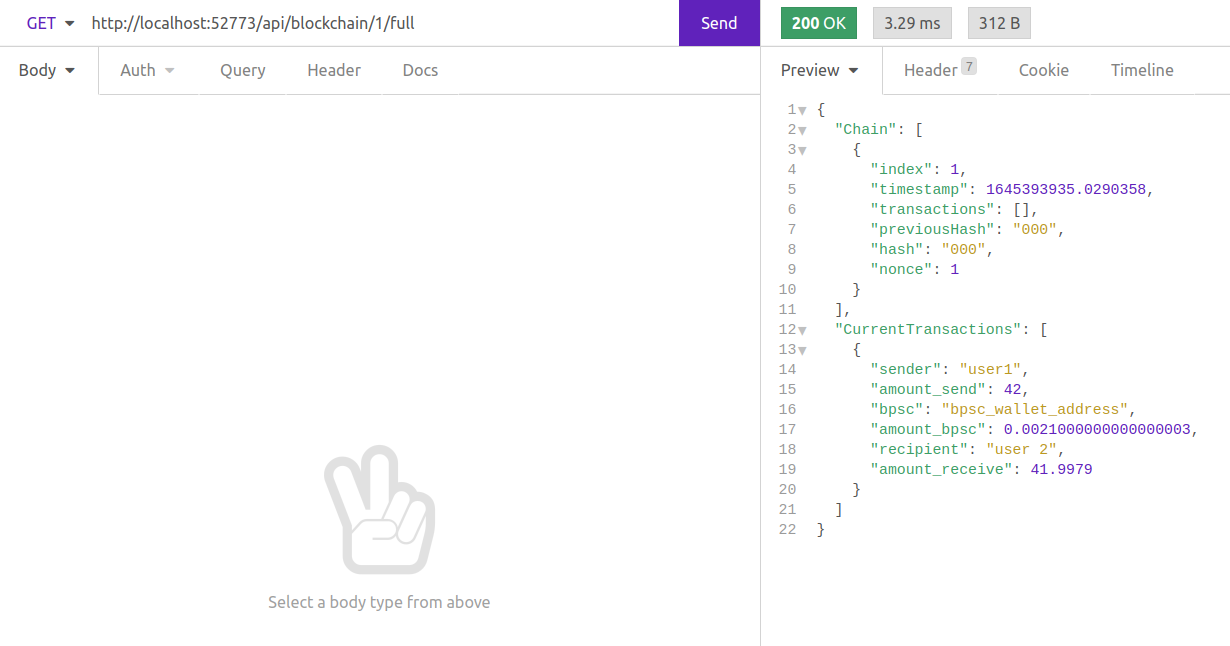 GET http://localhost:52773/api/blockchain/1/full Send 200 OK 3.29 ms 312 B
Body Auth Query Header Docs Preview Header 7 Cookie Timeline
1 {
2 "Chain": [
3 {
4 "index": 1,
5 "timestamp": 1645393935.0290358,
6 "transactions": [],
7 "previousHash": "000",
8 "hash": "000",
9 "nonce": 1
10 }
11 ],
12 "CurrentTransactions": [
13 {
14 "sender": "user1",
15 "amount_send": 42,
16 "bpsc": "bpsc_wallet_address",
17 "amount_bpsc": 0.0021000000000000003,
18 "recipient": "user 2",
19 "amount_receive": 41.9979
20 }
21 ]
22 }
Select a body type from above